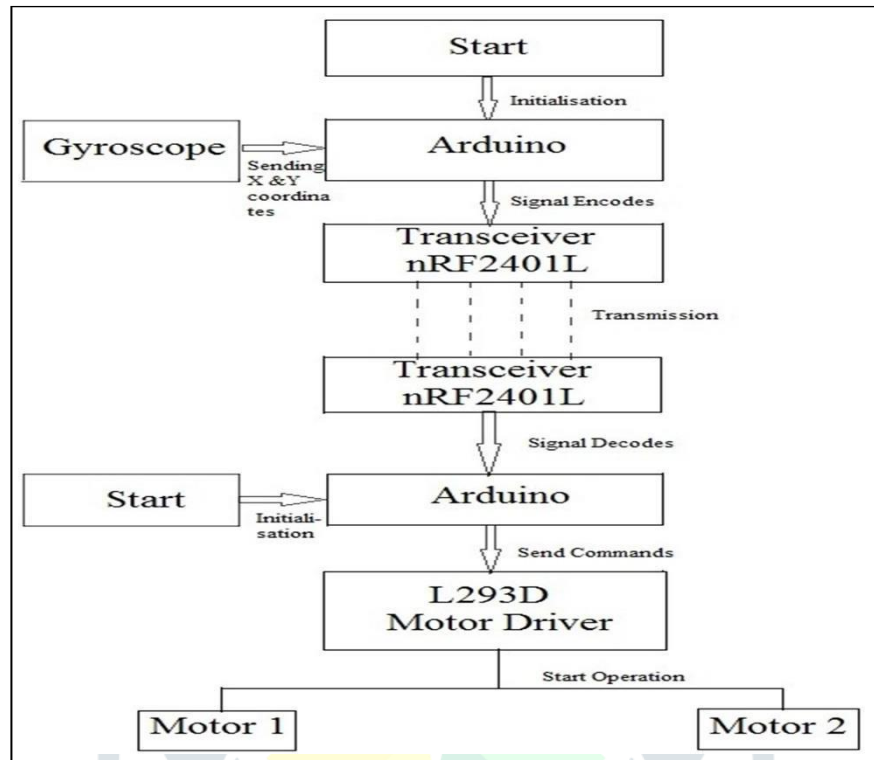 Start
Initialisation
Gyroscope
Sending
X &Y
coordina
tes
Arduino
Signal Encodes
Transceiver
nRF2401L
Transmission
Transceiver
nRF2401L
Signal Decodes
Start
Initiali-
sation
Arduino
Send Commands
L293D
Motor Driver
Start Operation
Motor 1
Motor 2